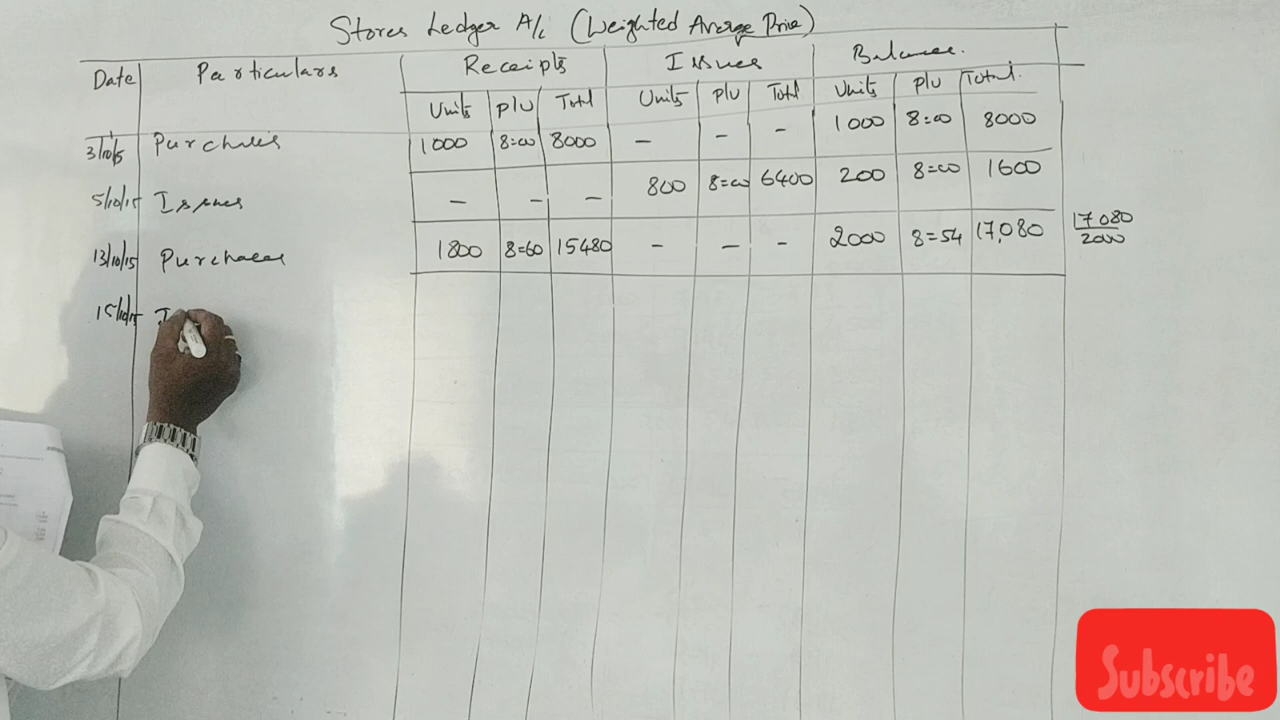 Stores Ledger A/c (Weighted Average Price)
Date Particulars Receipts Issues Balances.
Units P/U Total Units P/U Total Units P/U Total.
3/10/15 Purchases 1000 8=00 8000 – – – 1000 8=00 8000
5/10/15 Issues – – – 800 8=00 6400 200 8=00 1600
13/10/15 Purchases 1800 8=60 15480 – – – 2000 8=54 17,080 17080/2000
15/10/15 I
Subscribe